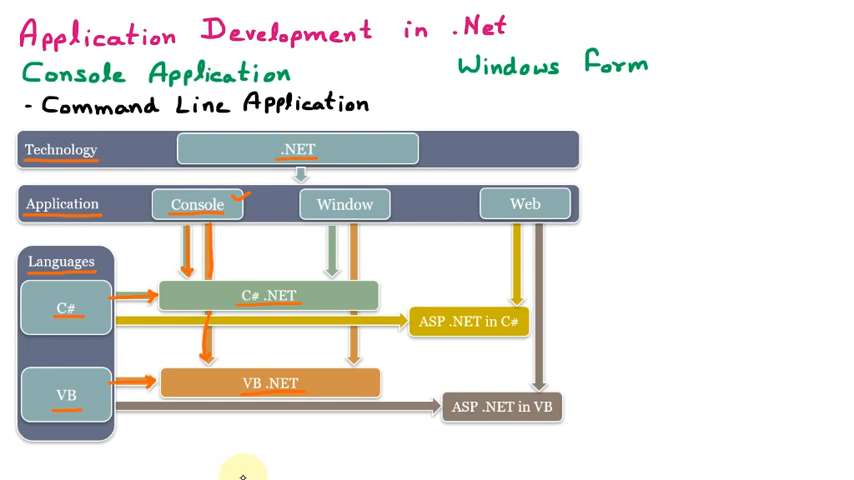 Application Development in .Net
Console Application
Windows form
- Command Line Application
Technology
.NET
Application
Console
Window
Web
Languages
C#
C# .NET
ASP .NET in C#
VB
VB .NET
ASP .NET in VB